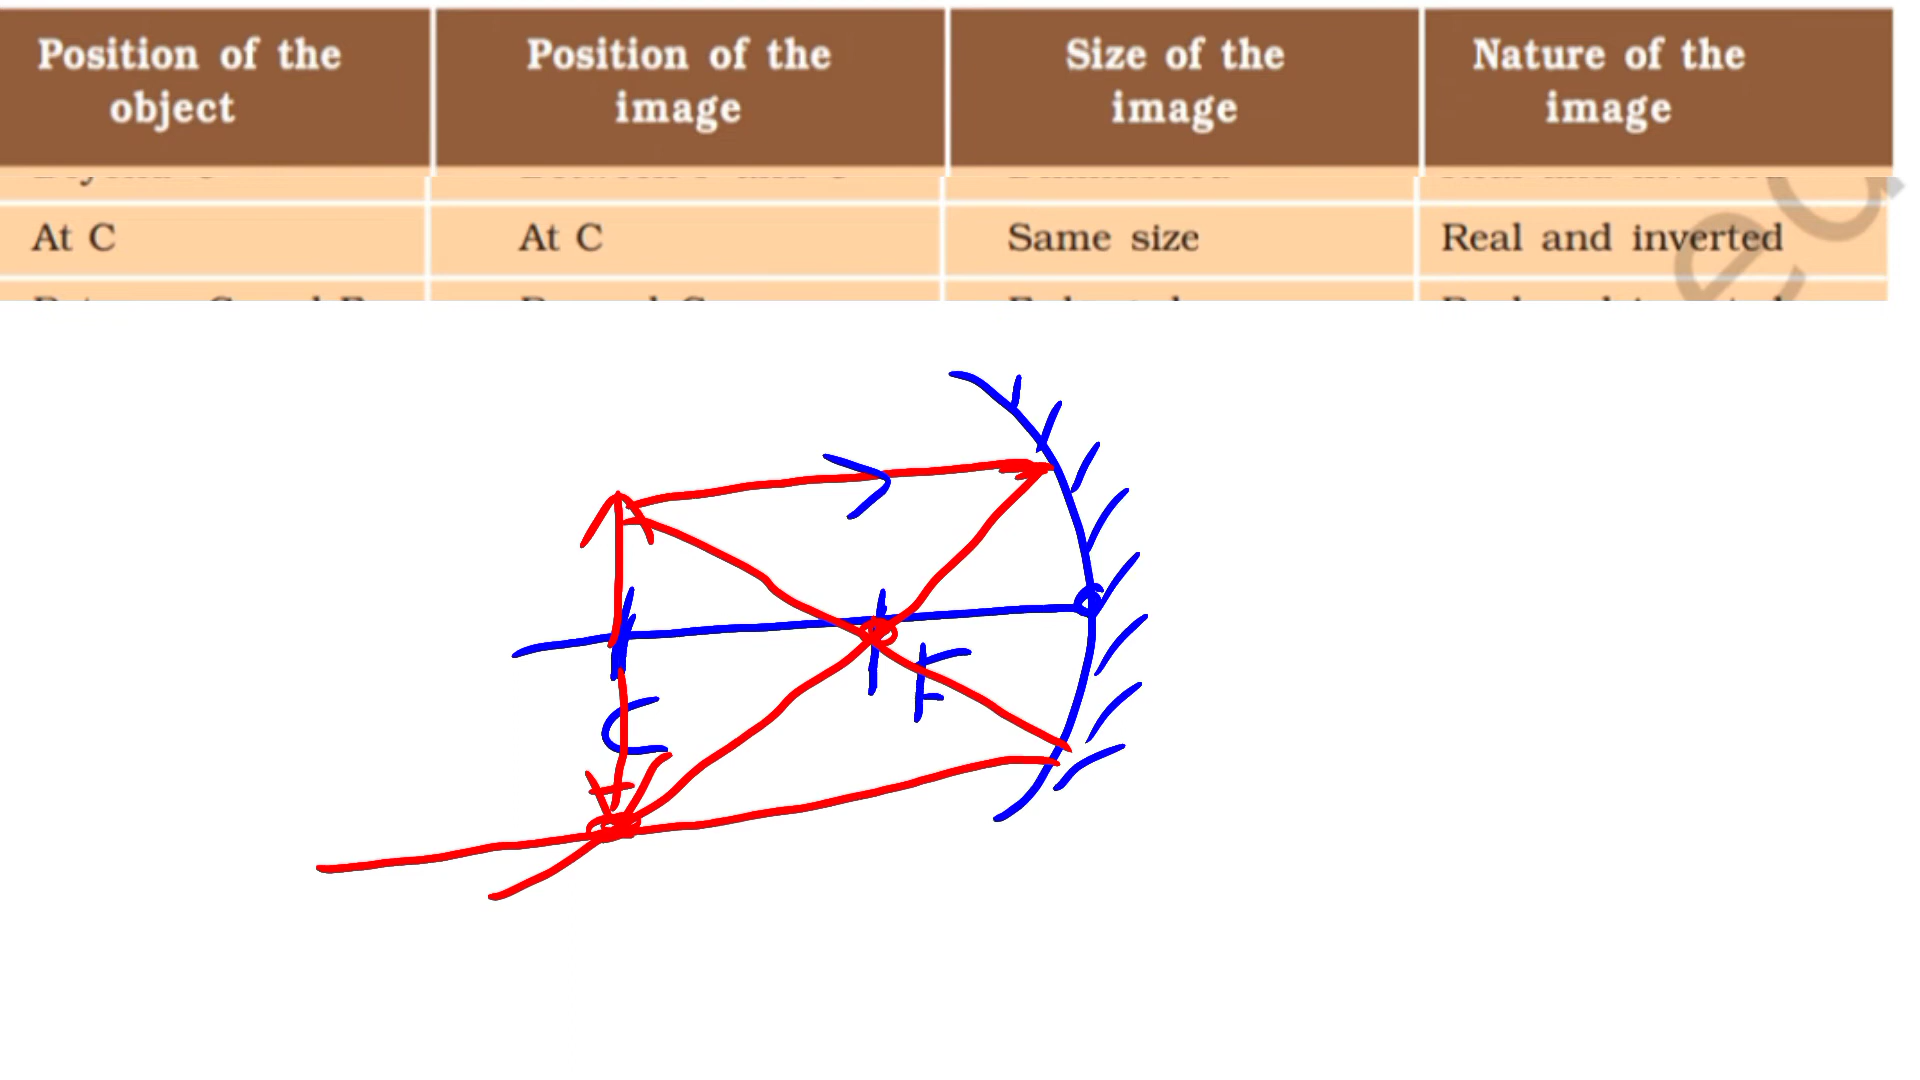 Position of the object
Position of the image
Size of the image
Nature of the image
At C
At C
Same size
Real and inverted
F
C